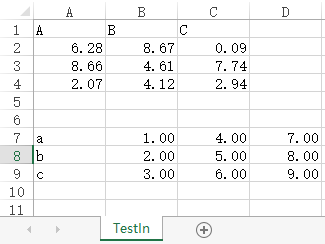 A B C D
1 A B C
2 6.28 8.67 0.09
3 8.66 4.61 7.74
4 2.07 4.12 2.94
5
6
7 a 1.00 4.00 7.00
8 b 2.00 5.00 8.00
9 c 3.00 6.00 9.00
10
11
TestIn